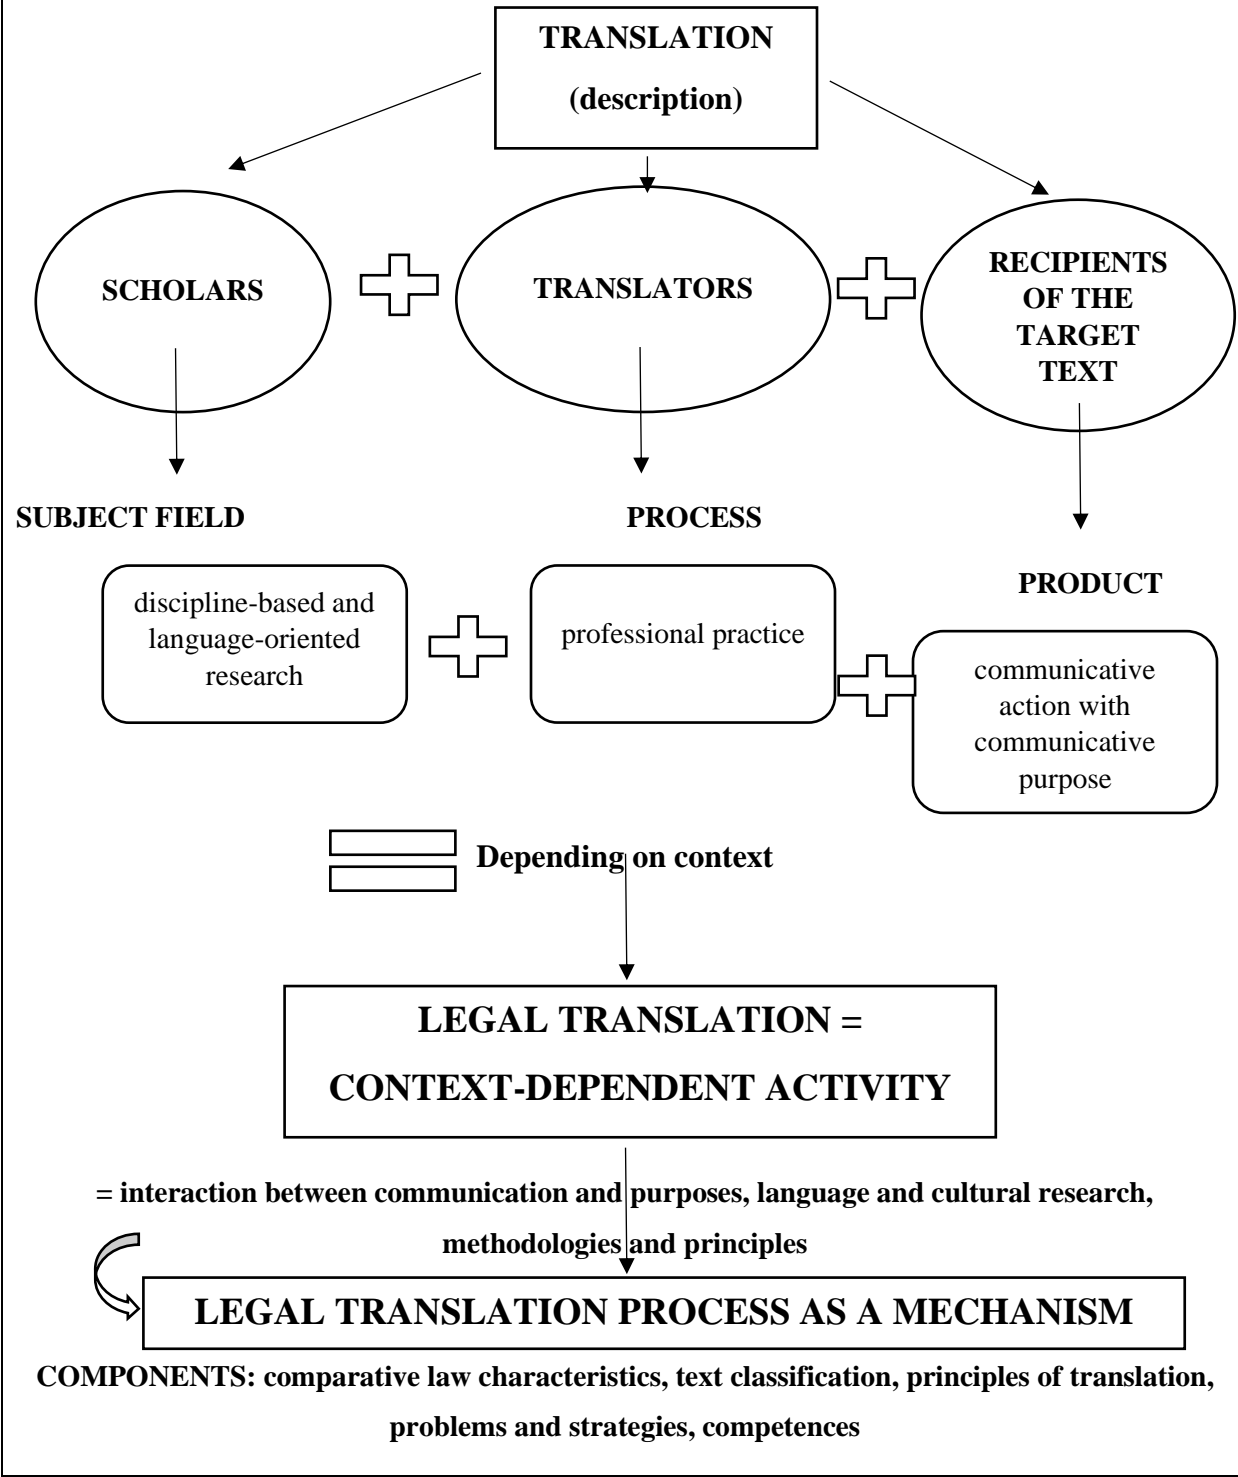 TRANSLATION
(description)
SCHOLARS
TRANSLATORS
RECIPIENTS
OF THE
TARGET
TEXT
SUBJECT FIELD
PROCESS
PRODUCT
discipline-based and
language-oriented
research
professional practice
communicative
action with
communicative
purpose
Depending on context
LEGAL TRANSLATION =
CONTEXT-DEPENDENT ACTIVITY
= interaction between communication and purposes, language and cultural research,
methodologies and principles
LEGAL TRANSLATION PROCESS AS A MECHANISM
COMPONENTS: comparative law characteristics, text classification, principles of translation,
problems and strategies, competences